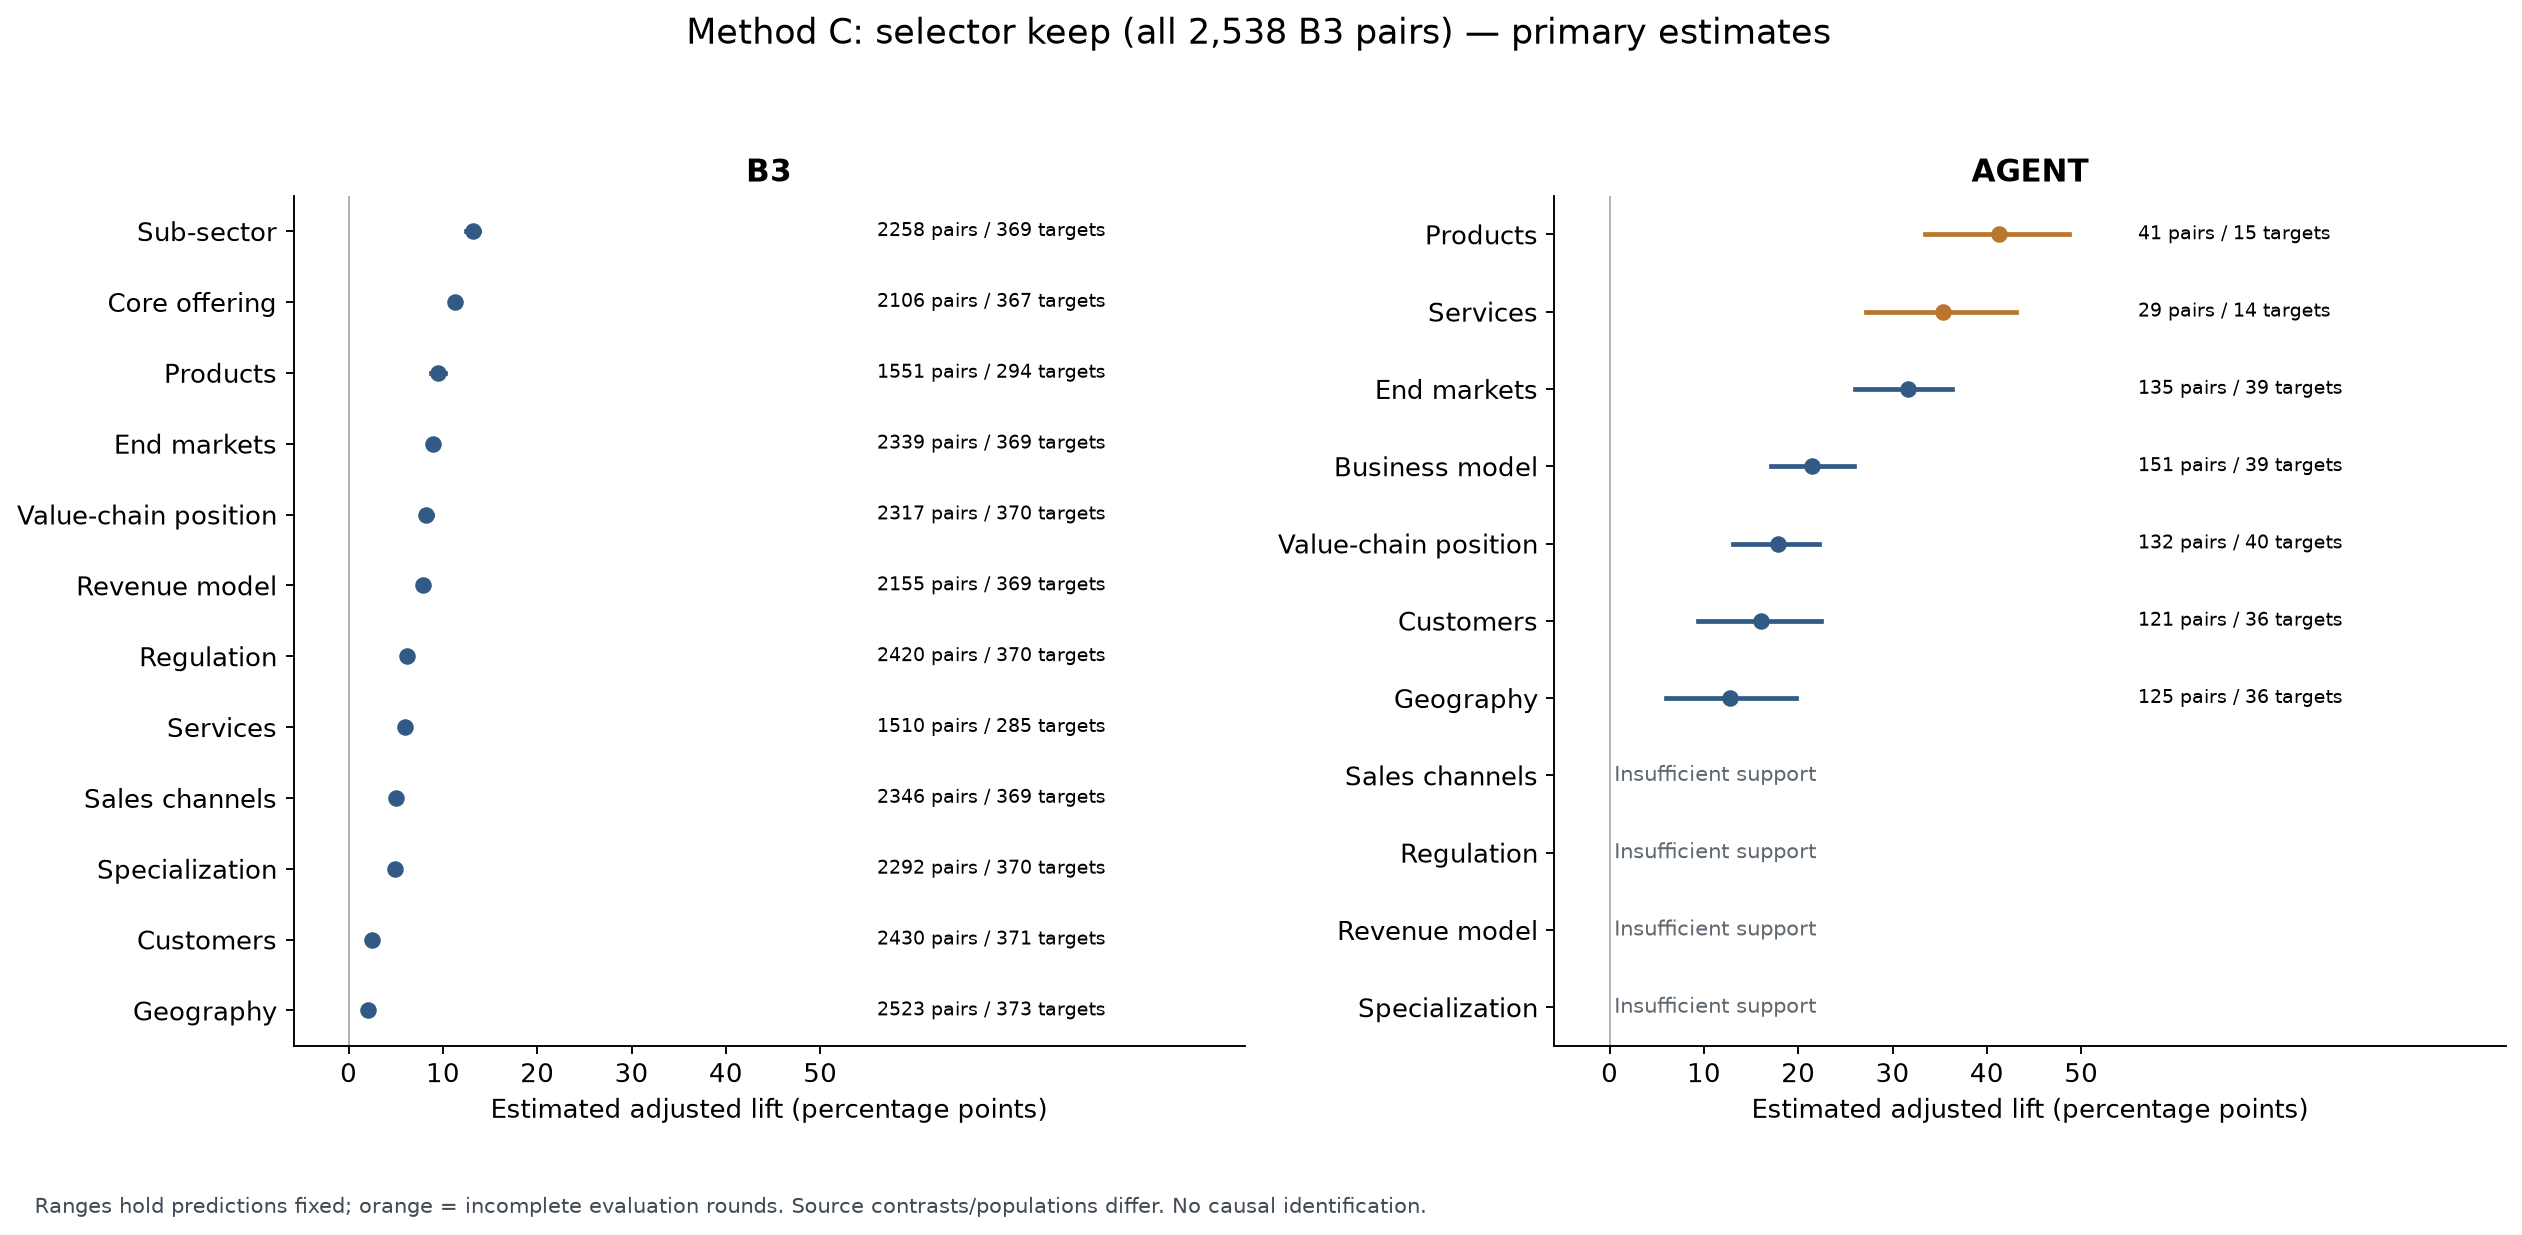 Method C: selector keep (all 2,538 B3 pairs) — primary estimates
B3
Sub-sector
2258 pairs / 369 targets
Core offering
2106 pairs / 367 targets
Products
1551 pairs / 294 targets
End markets
2339 pairs / 369 targets
Value-chain position
2317 pairs / 370 targets
Revenue model
2155 pairs / 369 targets
Regulation
2420 pairs / 370 targets
Services
1510 pairs / 285 targets
Sales channels
2346 pairs / 369 targets
Specialization
2292 pairs / 370 targets
Customers
2430 pairs / 371 targets
Geography
2523 pairs / 373 targets
0 10 20 30 40 50
Estimated adjusted lift (percentage points)
AGENT
Products
41 pairs / 15 targets
Services
29 pairs / 14 targets
End markets
135 pairs / 39 targets
Business model
151 pairs / 39 targets
Value-chain position
132 pairs / 40 targets
Customers
121 pairs / 36 targets
Geography
125 pairs / 36 targets
Sales channels
Insufficient support
Regulation
Insufficient support
Revenue model
Insufficient support
Specialization
Insufficient support
0 10 20 30 40 50
Estimated adjusted lift (percentage points)
Ranges hold predictions fixed; orange = incomplete evaluation rounds. Source contrasts/populations differ. No causal identification.